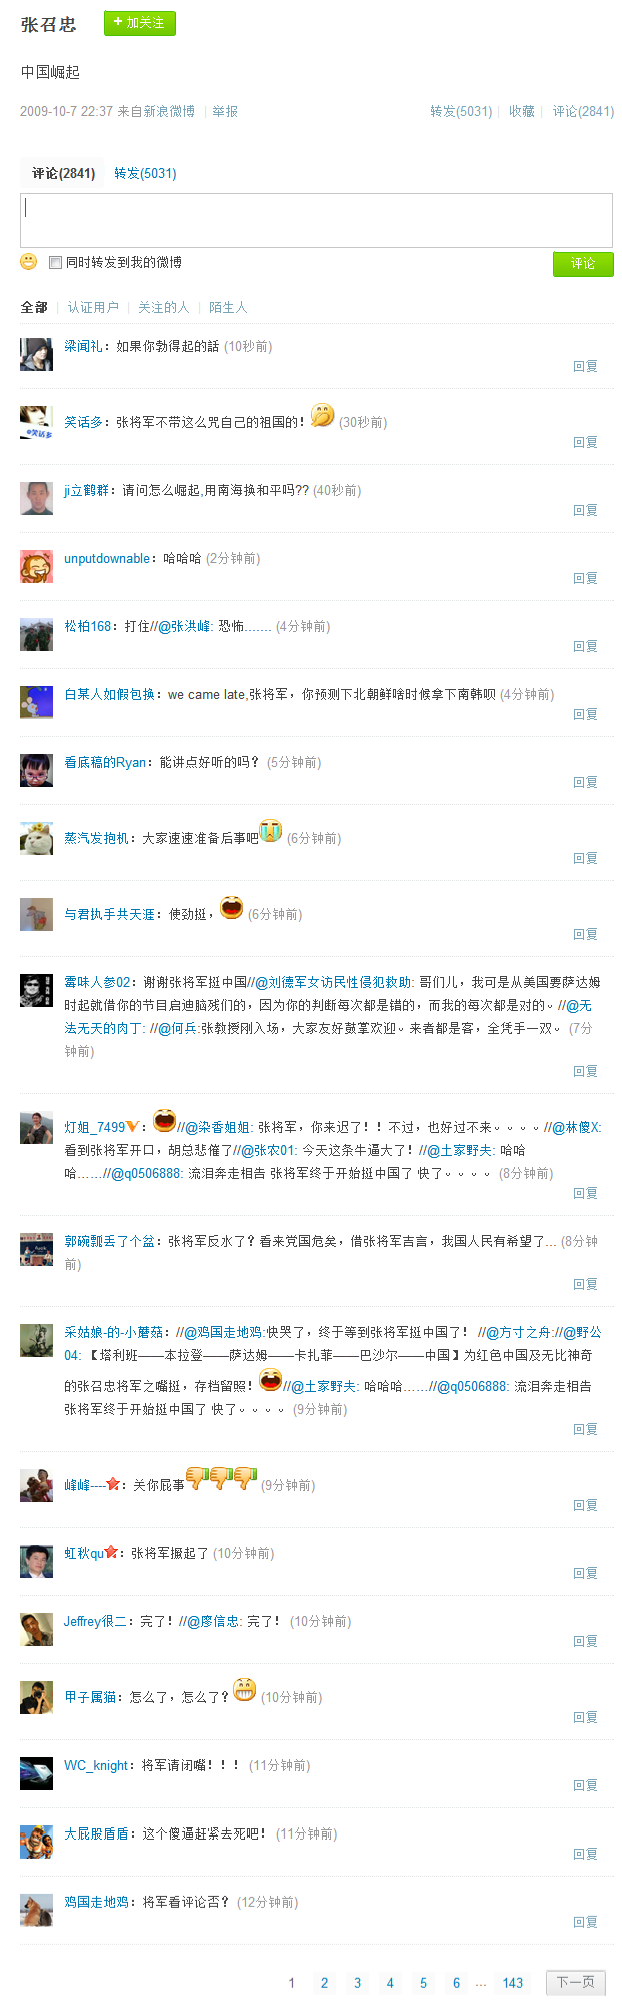 张召忠
+ 加关注
中国崛起
2009-10-7 22:37 来自新浪微博 | 举报 转发(5031) | 收藏 | 评论(2841)
评论(2841) 转发(5031)
同时转发到我的微博 评论
全部 | 认证用户 | 关注的人 | 陌生人
梁闻礼：如果你勃得起的話 (10秒前)
回复
笑话多：张将军不带这么咒自己的祖国的！ (30秒前)
@笑话多
回复
ji立鹤群：请问怎么崛起,用南海换和平吗?? (40秒前)
回复
unputdownable：哈哈哈 (2分钟前)
回复
松柏168：打住//@张洪峰: 恐怖....... (4分钟前)
回复
白某人如假包换：we came late,张将军，你预测下北朝鲜啥时候拿下南韩呗 (4分钟前)
回复
看底稿的Ryan：能讲点好听的吗？ (5分钟前)
回复
蒸汽发抱机：大家速速准备后事吧 (6分钟前)
回复
与君执手共天涯：使劲挺， (6分钟前)
回复
霉味人参02：谢谢张将军挺中国//@刘德军女访民性侵犯救助: 哥们儿，我可是从美国要萨达姆
时起就借你的节目启迪脑残们的，因为你的判断每次都是错的，而我的每次都是对的。//@无
法无天的肉丁: //@何兵:张教授刚入场，大家友好鼓掌欢迎。来者都是客，全凭手一双。 (7分
钟前)
回复
灯姐_7499：//@染香姐姐: 张将军，你来迟了！！不过，也好过不来。。。。//@林傻X:
看到张将军开口，胡总悲催了//@张农01: 今天这条牛逼大了！//@土家野夫: 哈哈
哈……//@q0506888: 流泪奔走相告 张将军终于开始挺中国了 快了。。。。 (8分钟前)
回复
郭碗瓢丢了个盆：张将军反水了？看来党国危矣，借张将军吉言，我国人民有希望了... (8分钟
前)
回复
采姑娘-的-小蘑菇：//@鸡国走地鸡:快哭了，终于等到张将军挺中国了！ //@方寸之舟://@野公
04: 【塔利班——本拉登——萨达姆——卡扎菲——巴沙尔——中国】为红色中国及无比神奇
的张召忠将军之嘴挺，存档留照！//@土家野夫: 哈哈哈……//@q0506888: 流泪奔走相告
张将军终于开始挺中国了 快了。。。。 (9分钟前)
回复
峰峰----：关你屁事 (9分钟前)
回复
虹秋qu：张将军撅起了 (10分钟前)
回复
Jeffrey很二：完了！//@廖信忠: 完了！ (10分钟前)
回复
甲子属猫：怎么了，怎么了？ (10分钟前)
回复
WC_knight：将军请闭嘴！！！ (11分钟前)
回复
大屁股盾盾：这个傻逼赶紧去死吧！ (11分钟前)
回复
鸡国走地鸡：将军看评论否？ (12分钟前)
回复
1 2 3 4 5 6 ... 143 下一页